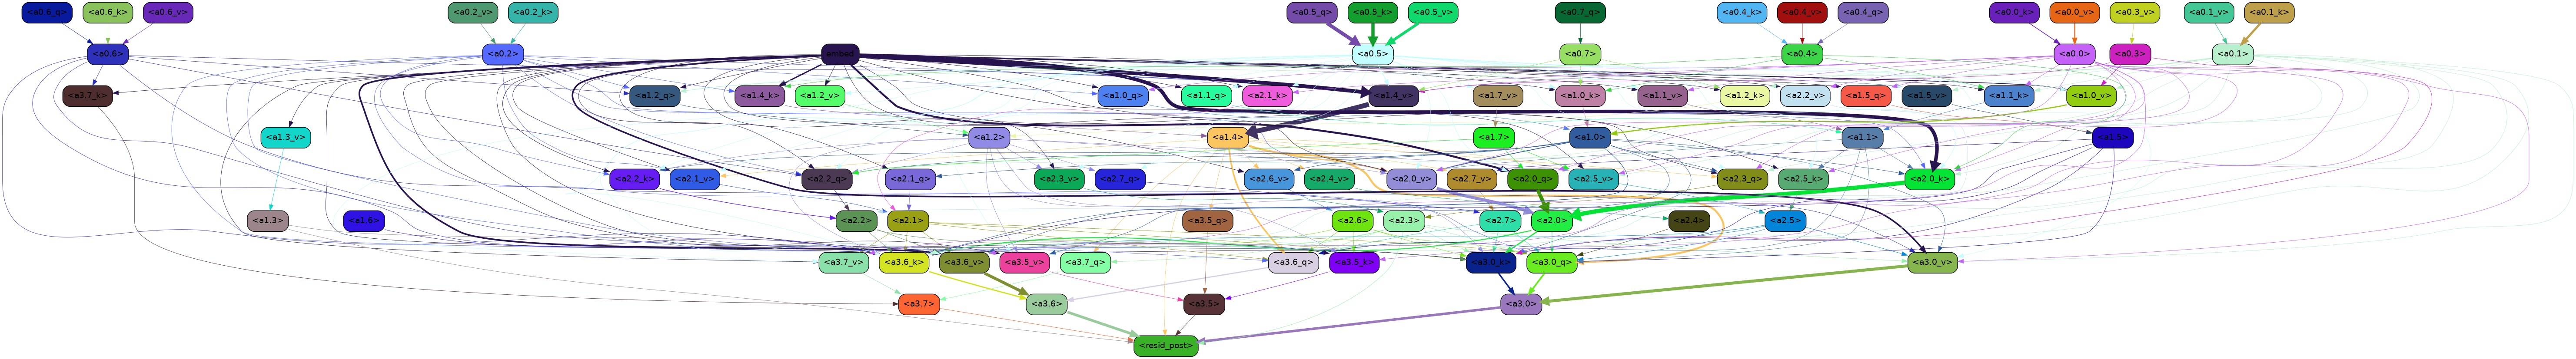 <a0.6_q> <a0.6_k> <a0.6_v> <a0.2_v> <a0.2_k> <a0.5_q> <a0.5_k> <a0.5_v> <a0.7_q> <a0.4_k> <a0.4_v> <a0.4_q> <a0.0_k> <a0.0_v> <a0.3_v> <a0.1_v> <a0.1_k>
<a0.6> <a0.2> embed <a0.5> <a0.7> <a0.4> <a0.0> <a0.3> <a0.1>
<a3.7_k> <a1.2_q> <a1.4_k> <a1.2_v> <a1.0_q> <a1.1_q> <a2.1_k> <a1.4_v> <a1.7_v> <a1.0_k> <a1.1_v> <a1.2_k> <a2.2_v> <a1.5_q> <a1.5_v> <a1.1_k> <a1.0_v>
<a1.3_v> <a1.2> <a1.4> <a1.7> <a1.0> <a1.1> <a1.5>
<a2.2_k> <a2.1_v> <a2.2_q> <a2.1_q> <a2.3_v> <a2.7_q> <a2.6_v> <a2.4_v> <a2.0_v> <a2.7_v> <a2.0_q> <a2.5_v> <a2.3_q> <a2.5_k> <a2.0_k>
<a1.3> <a1.6> <a2.2> <a2.1> <a3.5_q> <a2.6> <a2.3> <a2.7> <a2.0> <a2.4> <a2.5>
<a3.7_v> <a3.6_k> <a3.6_v> <a3.5_v> <a3.7_q> <a3.6_q> <a3.5_k> <a3.0_k> <a3.0_q> <a3.0_v>
<a3.7> <a3.6> <a3.5> <a3.0>
<resid_post>